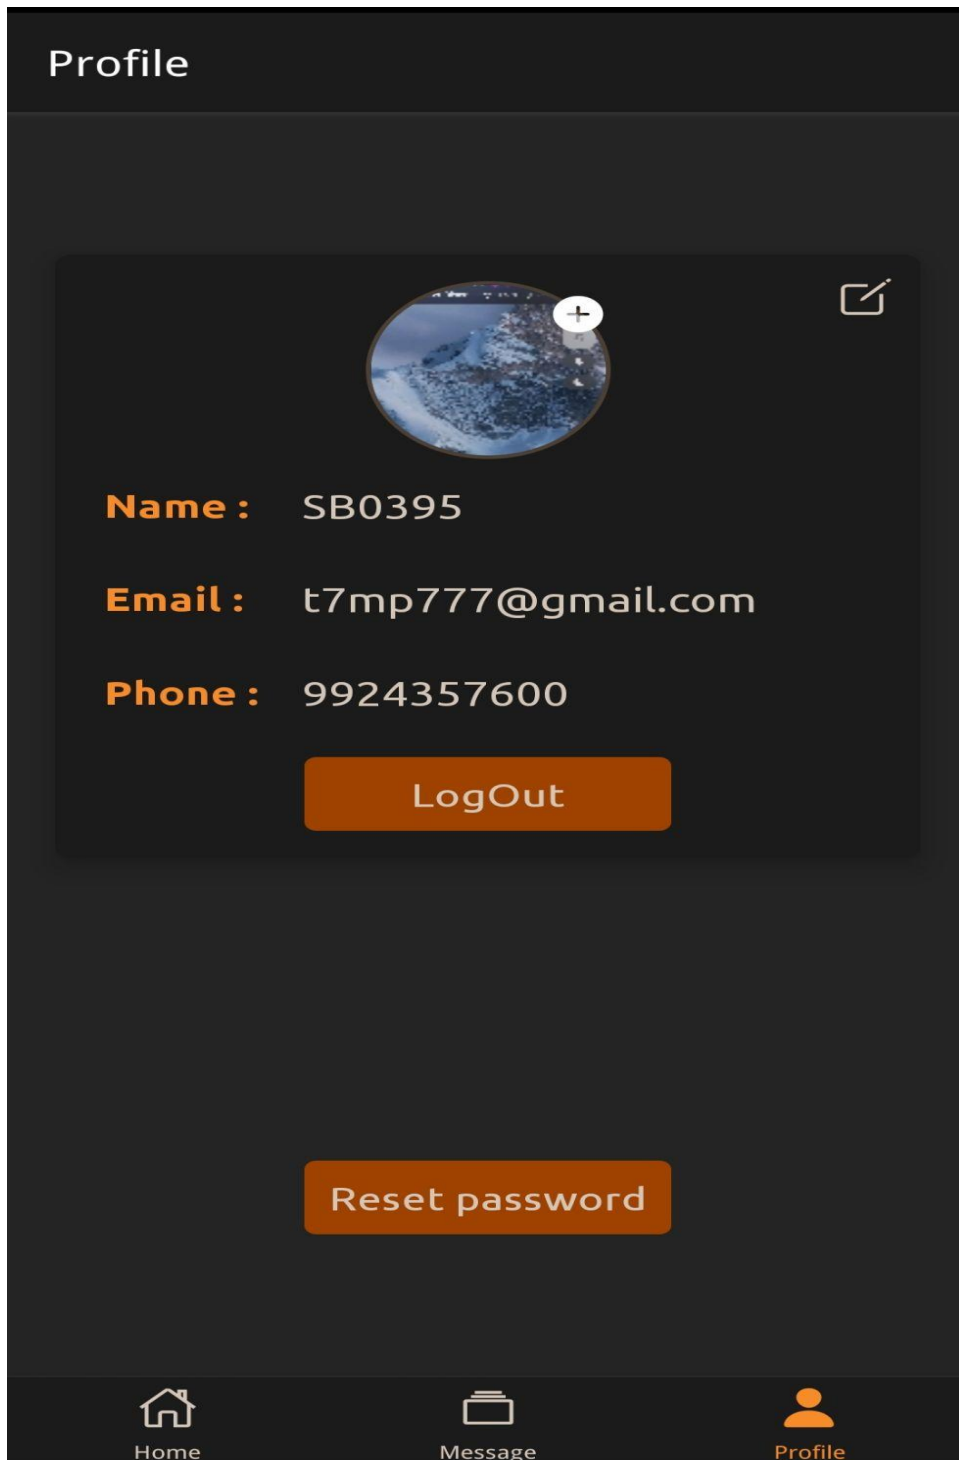 Profile
Name : SB0395
Email : t7mp777@gmail.com
Phone : 9924357600
LogOut
Reset password
Home Message Profile